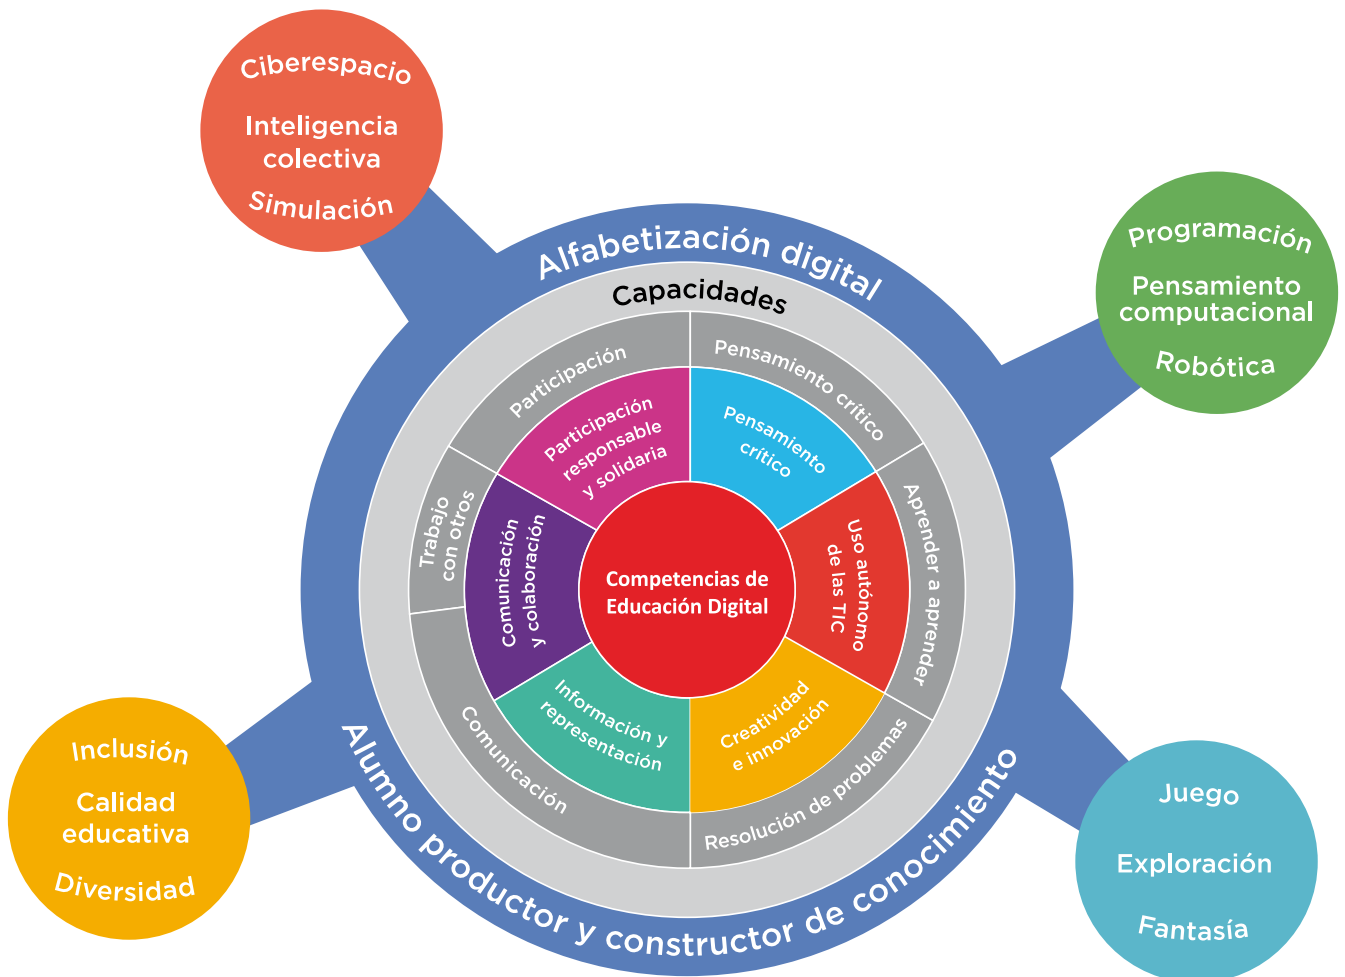 Ciberespacio
Inteligencia
colectiva
Simulación
Programación
Pensamiento
computacional
Robótica
Alfabetización digital
Capacidades
Participación
Pensamiento crítico
Aprender a aprender
Resolución de problemas
Comunicación
Trabajo
con otros
Participación
responsable
y solidaria
Pensamiento
crítico
Uso autónomo
de las TIC
Creatividad
e innovación
Información y
representación
Comunicación
y colaboración
Competencias de
Educación Digital
Inclusión
Calidad
educativa
Diversidad
Juego
Exploración
Fantasía
Alumno productor y constructor de conocimiento